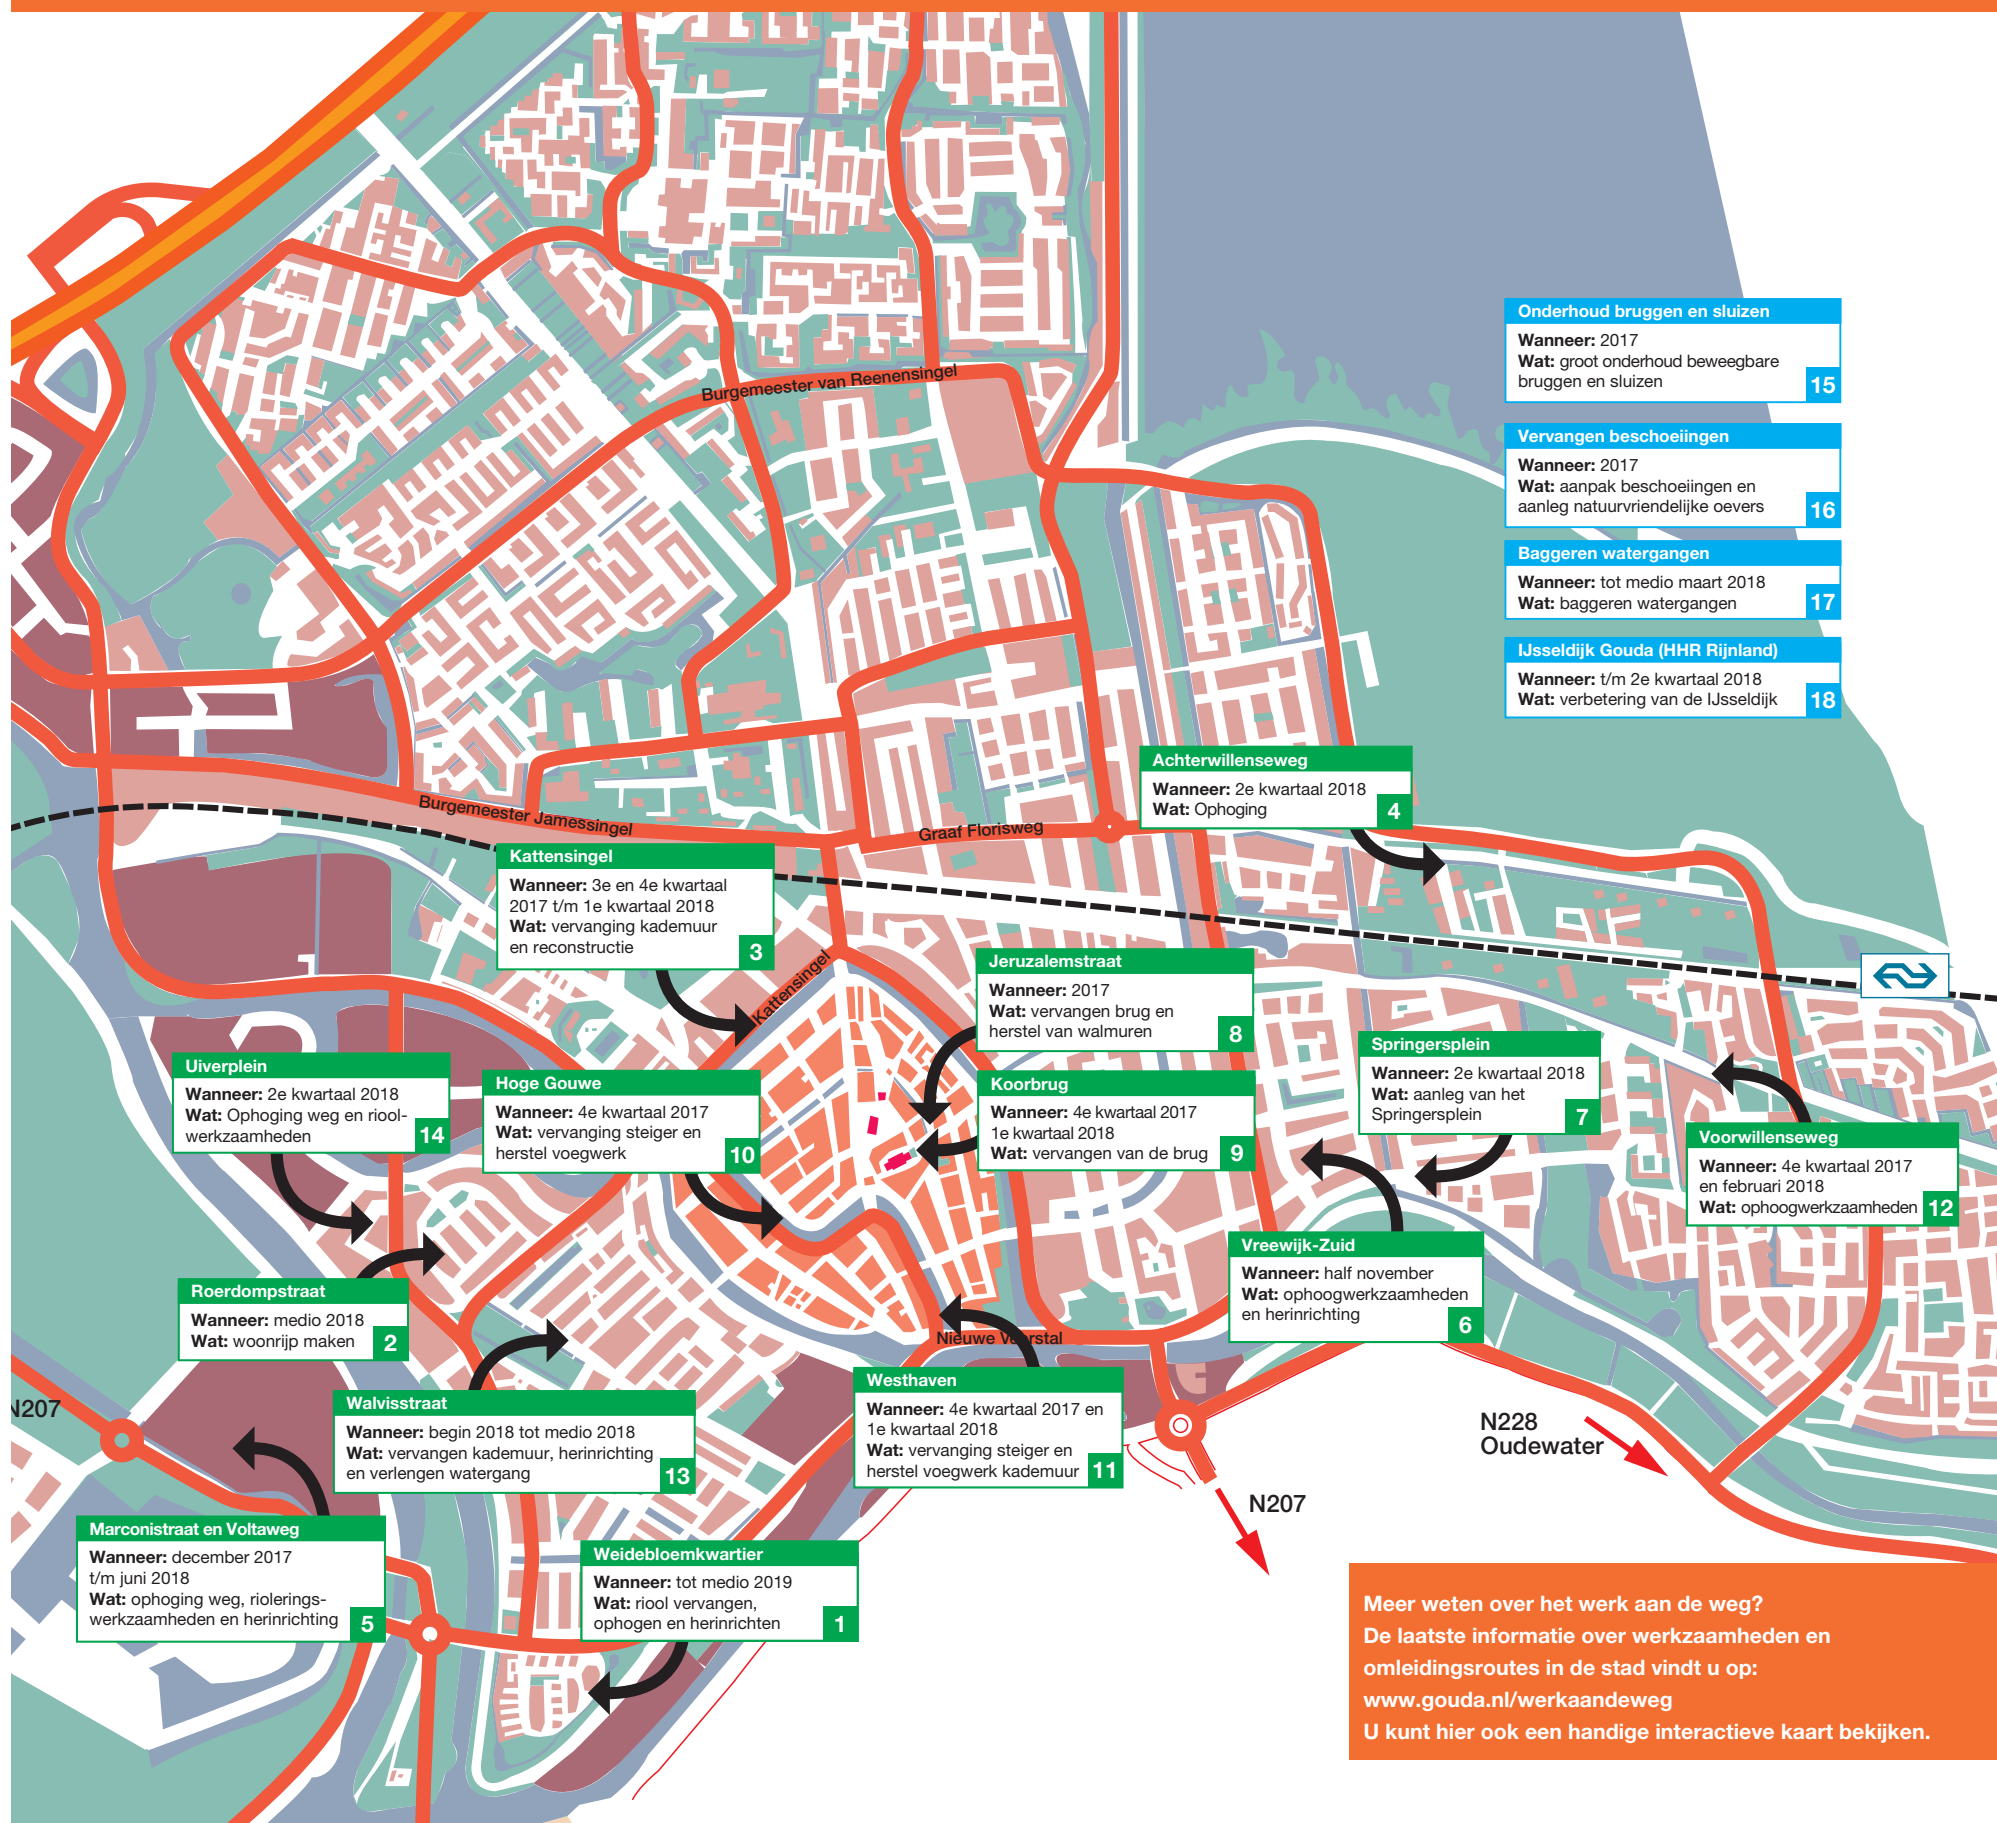 Burgemeester van Reenensingel
Onderhoud bruggen en sluizen
Wanneer: 2017
Wat: groot onderhoud beweegbare
bruggen en sluizen
15
Vervangen beschoeiingen
Wanneer: 2017
Wat: aanpak beschoeiingen en
aanleg natuurvriendelijke oevers
16
Baggeren watergangen
Wanneer: tot medio maart 2018
Wat: baggeren watergangen
17
IJsseldijk Gouda (HHR Rijnland)
Wanneer: t/m 2e kwartaal 2018
Wat: verbetering van de IJsseldijk
18
Achterwillenseweg
Wanneer: 2e kwartaal 2018
Wat: Ophoging
4
Burgemeester Jamessingel
Graaf Florisweg
Kattensingel
Wanneer: 3e en 4e kwartaal
2017 t/m 1e kwartaal 2018
Wat: vervanging kademuur
en reconstructie
3
Kattensingel
Jeruzalemstraat
Wanneer: 2017
Wat: vervangen brug en
herstel van walmuren
8
Springersplein
Wanneer: 2e kwartaal 2018
Wat: aanleg van het
Springersplein
7
Uiverplein
Wanneer: 2e kwartaal 2018
Wat: Ophoging weg en riool-
werkzaamheden
14
Hoge Gouwe
Wanneer: 4e kwartaal 2017
Wat: vervanging steiger en
herstel voegwerk
10
Koorbrug
Wanneer: 4e kwartaal 2017
1e kwartaal 2018
Wat: vervangen van de brug
9
Voorwillenseweg
Wanneer: 4e kwartaal 2017
en februari 2018
Wat: ophoogwerkzaamheden
12
Vreewijk-Zuid
Wanneer: half november
Wat: ophoogwerkzaamheden
en herinrichting
6
Roerdompstraat
Wanneer: medio 2018
Wat: woonrijp maken
2
Nieuwe Veerstal
Westhaven
Wanneer: 4e kwartaal 2017 en
1e kwartaal 2018
Wat: vervanging steiger en
herstel voegwerk kademuur
11
Walvisstraat
Wanneer: begin 2018 tot medio 2018
Wat: vervangen kademuur, herinrichting
en verlengen watergang
13
N207
N228
Oudewater
N207
Marconistraat en Voltaweg
Wanneer: december 2017
t/m juni 2018
Wat: ophoging weg, riolerings-
werkzaamheden en herinrichting
5
Weidebloemkwartier
Wanneer: tot medio 2019
Wat: riool vervangen,
ophogen en herinrichten
1
Meer weten over het werk aan de weg?
De laatste informatie over werkzaamheden en
omleidingsroutes in de stad vindt u op:
www.gouda.nl/werkaandeweg
U kunt hier ook een handige interactieve kaart bekijken.